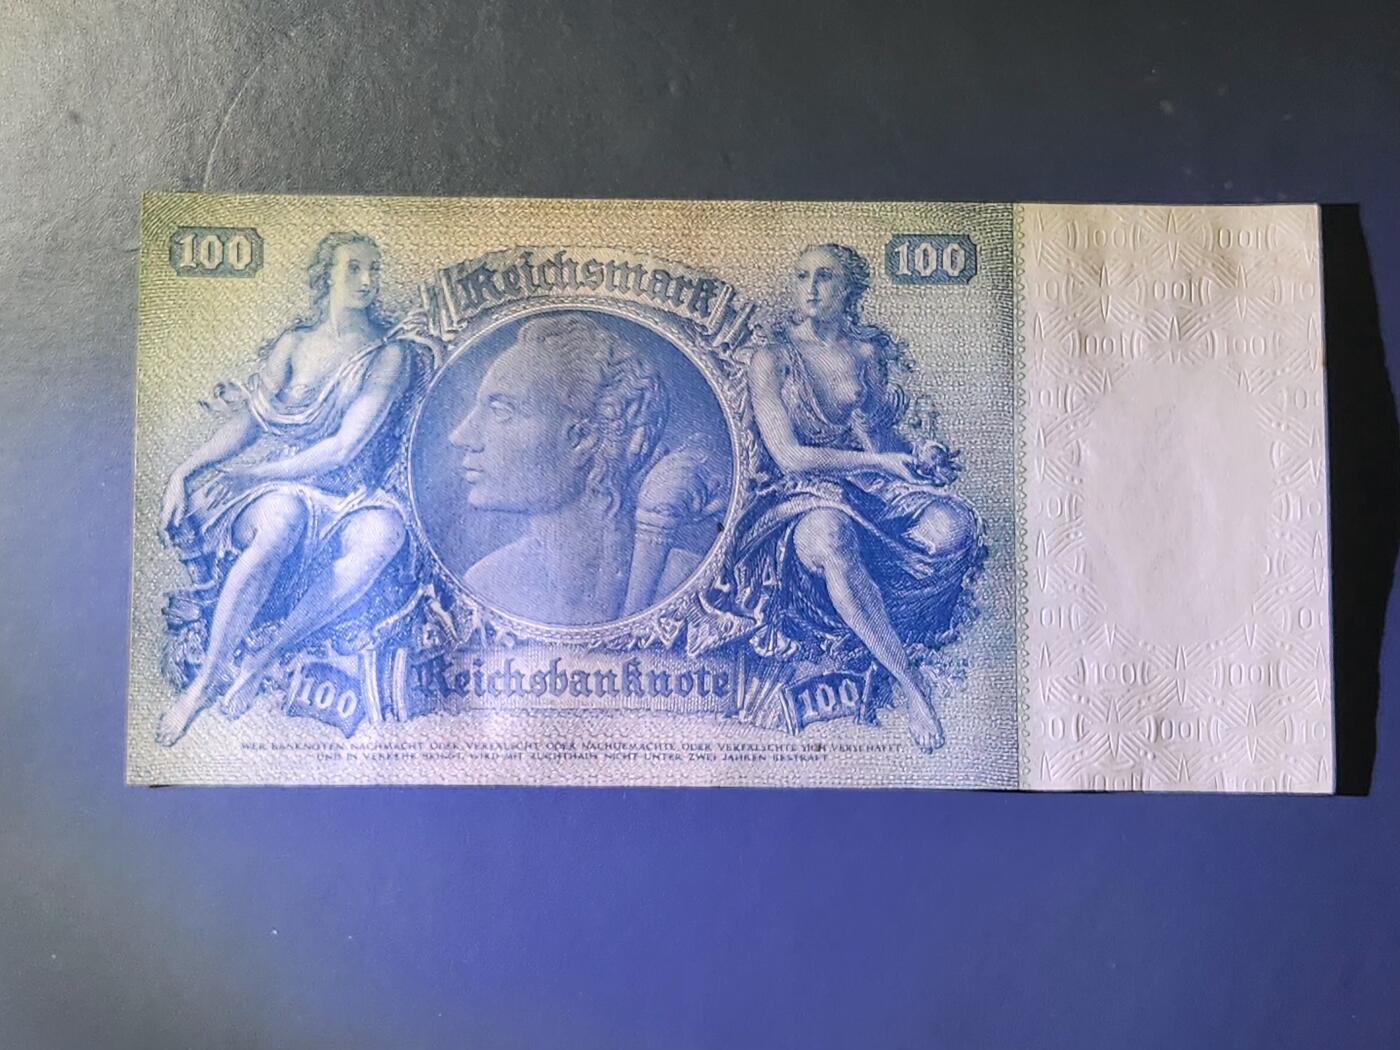 100
100
Reichsmark
Reichsbanknote
100
100
WER BANKNOTEN NACHMACHT ODER VERFÄLSCHT ODER NACHGEMACHTE ODER VERFÄLSCHTE SICH VERSCHAFFT
UND IN VERKEHR BRINGT, WIRD MIT ZUCHTHAUS NICHT UNTER ZWEI JAHREN BESTRAFT